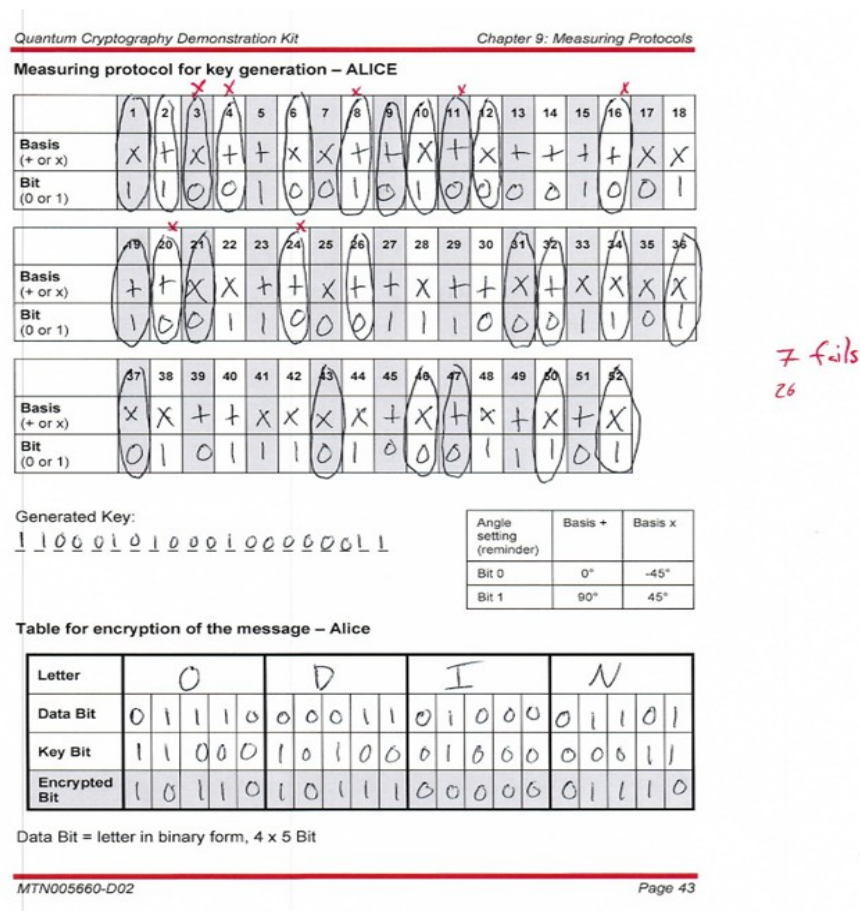 Quantum Cryptography Demonstration Kit Chapter 9: Measuring Protocols
Measuring protocol for key generation – ALICE
x x x x x
1 2 3 4 5 6 7 8 9 10 11 12 13 14 15 16 17 18
Basis (+ or x) x + x + + x x + + x + x + + + + x x
Bit (0 or 1) 1 1 0 0 1 0 0 1 0 1 0 0 0 0 1 0 0 1
x x
19 20 21 22 23 24 25 26 27 28 29 30 31 32 33 34 35 36
Basis (+ or x) + + x x + + x + + x + + x + x x x x
Bit (0 or 1) 1 0 0 1 1 0 0 0 1 1 1 0 0 0 1 1 0 1
37 38 39 40 41 42 43 44 45 46 47 48 49 50 51 52
Basis (+ or x) x x + + x x x x + x + x + x + x
Bit (0 or 1) 0 1 0 1 1 1 0 1 0 0 0 1 1 1 0 1
7 fails
26
Generated Key:
1 1 0 0 0 1 0 1 0 0 0 1 0 0 0 0 0 0 1 1
Angle setting (reminder) Basis + Basis x
Bit 0 0° -45°
Bit 1 90° 45°
Table for encryption of the message – Alice
Letter O D I N
Data Bit 0 1 1 1 0 0 0 0 1 1 0 1 0 0 0 0 1 1 0 1
Key Bit 1 1 0 0 0 1 0 1 0 0 0 1 0 0 0 0 0 0 1 1
Encrypted Bit 1 0 1 1 0 1 0 1 1 1 0 0 0 0 0 0 1 1 1 0
Data Bit = letter in binary form, 4 x 5 Bit
MTN005660-D02 Page 43